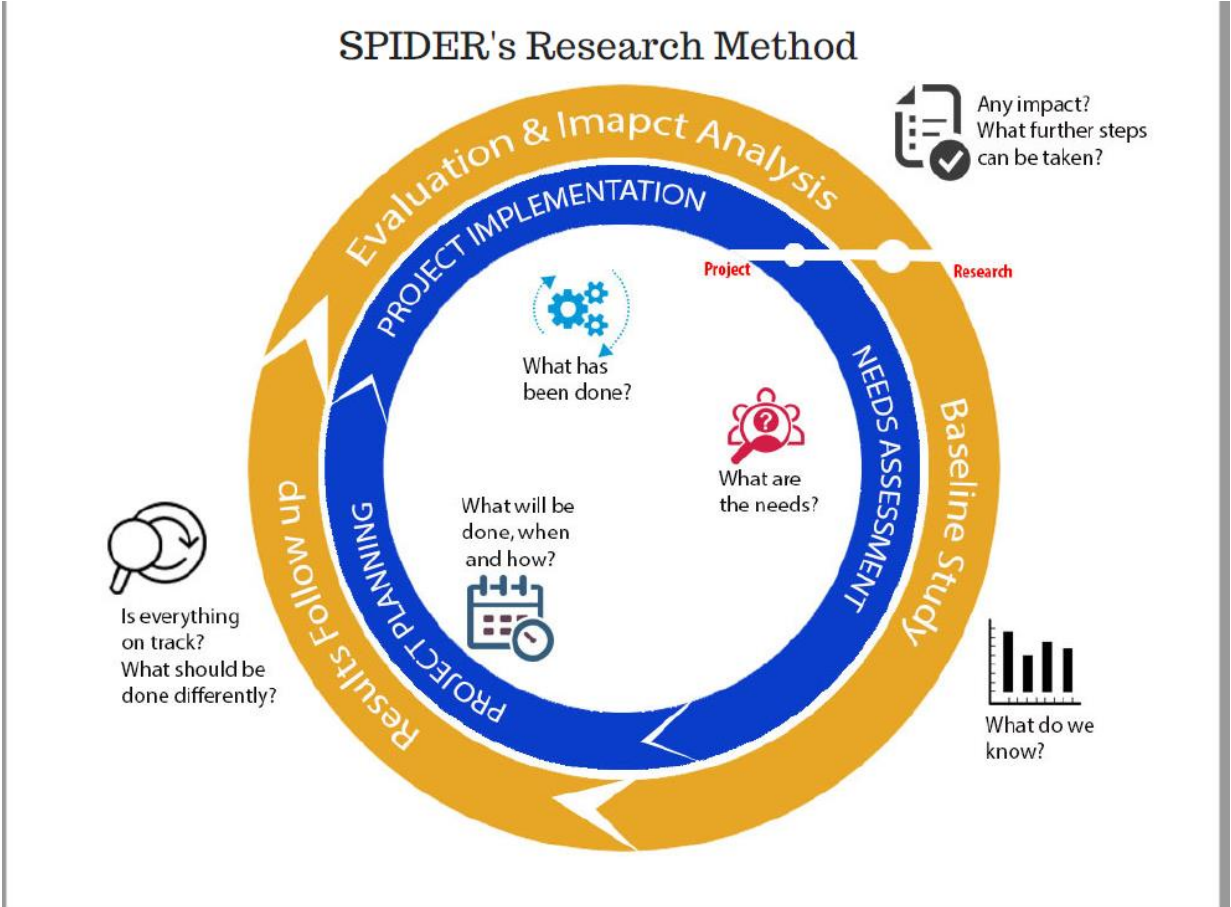 SPIDER's Research Method
Any impact?
What further steps
can be taken?
Evaluation & Imapct Analysis
PROJECT IMPLEMENTATION
Project
Research
What has
been done?
NEEDS ASSESSMENT
Baseline Study
What are
the needs?
What will be
done, when
and how?
PROJECT PLANNING
Results Follow up
Is everything
on track?
What should be
done differently?
What do we
know?